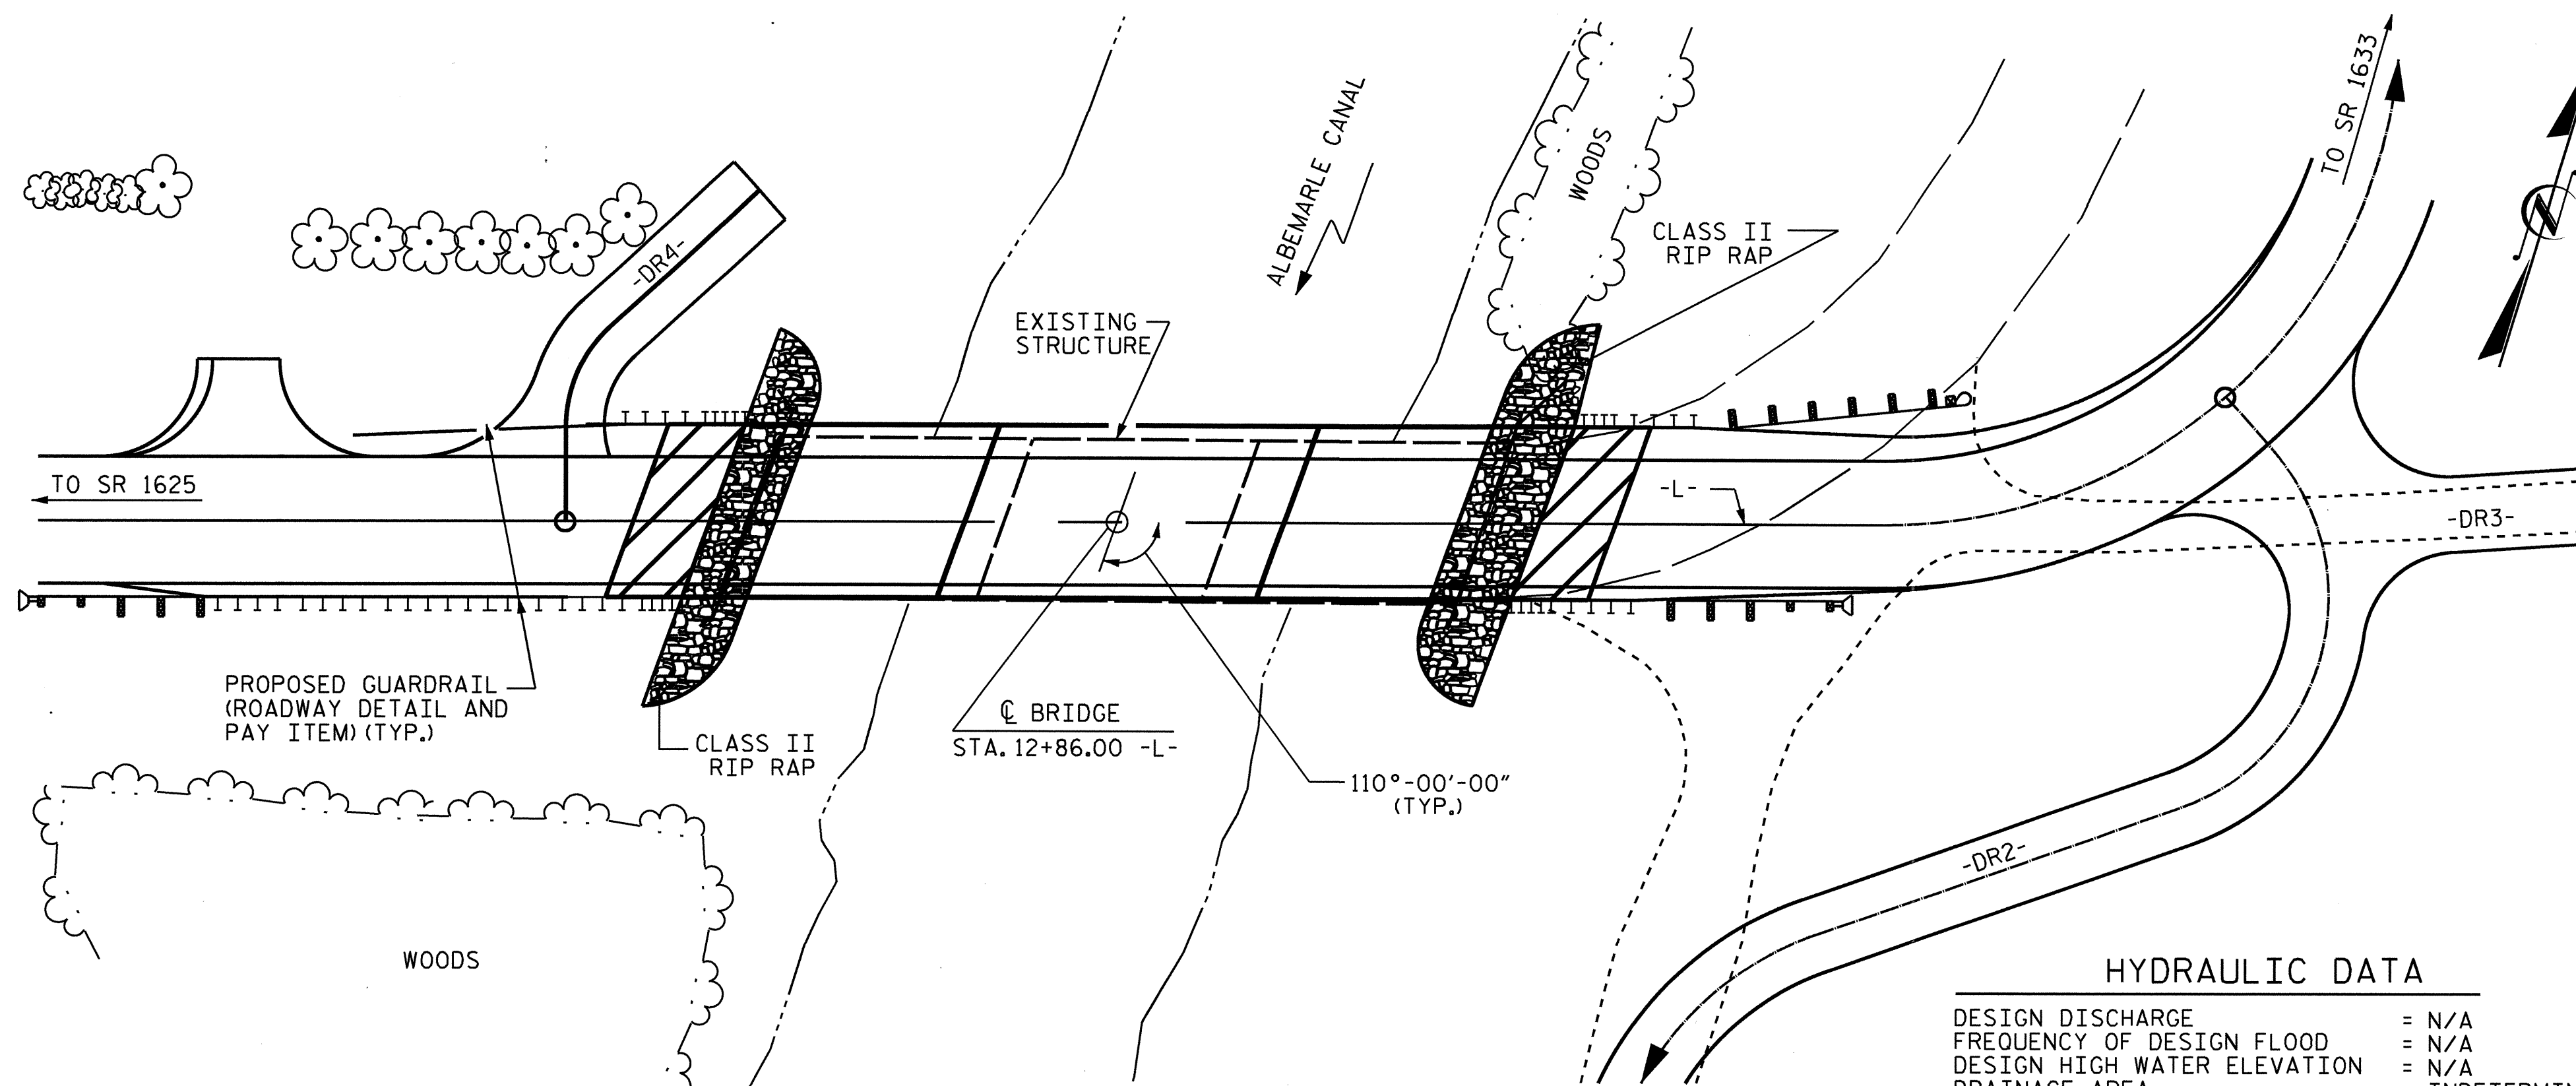 TO SR 1633
WOODS
ALBEMARLE CANAL
CLASS II
RIP RAP
-DR4-
EXISTING
STRUCTURE
N
TO SR 1625
-L-
-DR3-
PROPOSED GUARDRAIL
(ROADWAY DETAIL AND
PAY ITEM) (TYP.)
CLASS II
RIP RAP
℄ BRIDGE
STA. 12+86.00 -L-
110°-00'-00"
(TYP.)
-DR2-
WOODS
HYDRAULIC DATA
DESIGN DISCHARGE = N/A
FREQUENCY OF DESIGN FLOOD = N/A
DESIGN HIGH WATER ELEVATION = N/A